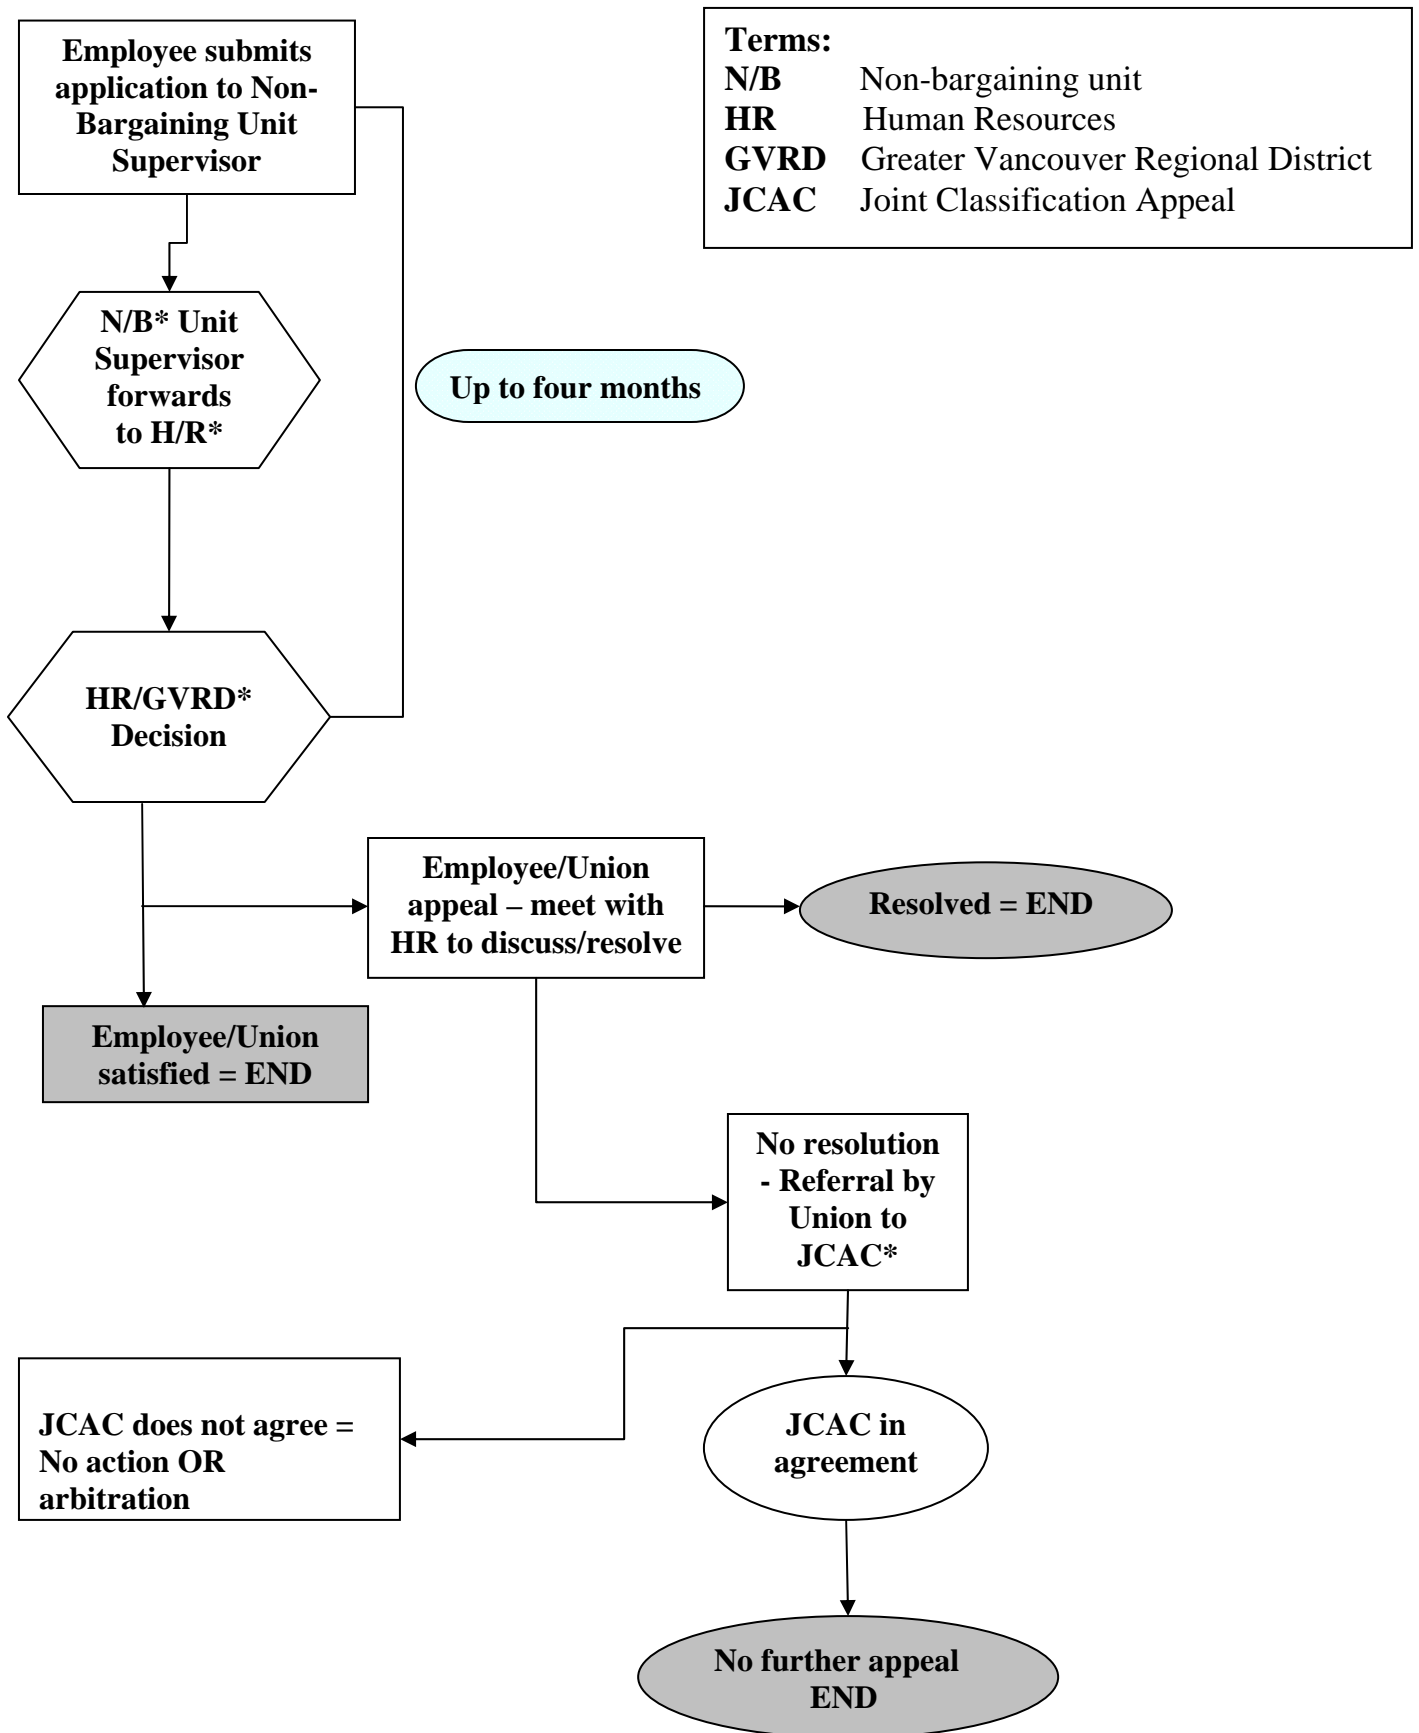 Employee submits
application to Non-
Bargaining Unit
Supervisor
Terms:
N/B Non-bargaining unit
HR Human Resources
GVRD Greater Vancouver Regional District
JCAC Joint Classification Appeal
N/B* Unit
Supervisor
forwards
to H/R*
Up to four months
HR/GVRD*
Decision
Employee/Union
appeal – meet with
HR to discuss/resolve
Resolved = END
Employee/Union
satisfied = END
No resolution
- Referral by
Union to
JCAC*
JCAC does not agree =
No action OR
arbitration
JCAC in
agreement
No further appeal
END